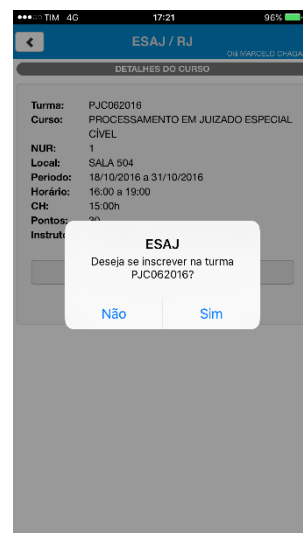 TIM 4G 17:21 96%
ESAJ / RJ
Olá MARCELO CHAGA
DETALHES DO CURSO
Turma: PJC062016
Curso: PROCESSAMENTO EM JUIZADO ESPECIAL
CÍVEL
NUR: 1
Local: SALA 504
Período: 18/10/2016 a 31/10/2016
Horário: 16:00 a 19:00
CH: 15:00h
Pontos: 30
Instruto
ESAJ
Deseja se inscrever na turma
PJC062016?
Não Sim